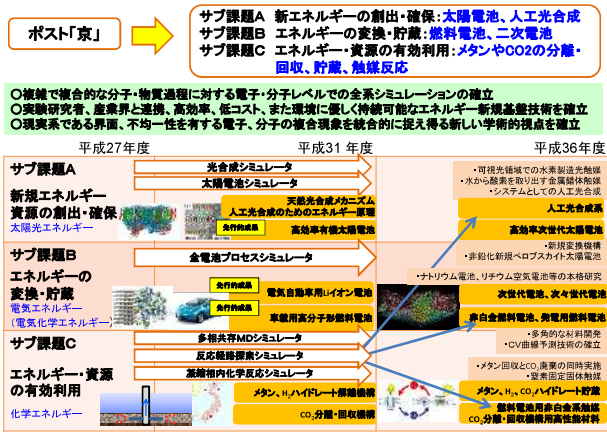 ポスト「京」
サブ課題A 新エネルギーの創出・確保：太陽電池、人工光合成
サブ課題B エネルギーの変換・貯蔵：燃料電池、二次電池
サブ課題C エネルギー・資源の有効利用：メタンやCO2の分離・
回収、貯蔵、触媒反応
〇複雑で複合的な分子・物質過程に対する電子・分子レベルでの全系シミュレーションの確立
〇実験研究者、産業界と連携、高効率、低コスト、また環境に優しく持続可能なエネルギー新規基盤技術を確立
〇現実系である界面、不均一性を有する電子、分子の複合現象を統合的に捉え得る新しい学術的視点を確立
平成27年度
平成31年度
平成36年度
サブ課題A
新規エネルギー
資源の創出・確保
太陽光エネルギー
光合成シミュレータ
太陽電池シミュレータ
天然光合成メカニズム
人工光合成のためのエネルギー原理
先行的成果
高効率有機太陽電池
・可視光領域での水素製造光触媒
・水から酸素を取り出す金属錯体触媒
・システムとしての人工光合成
人工光合成系
高効率次世代太陽電池
サブ課題B
エネルギーの
変換・貯蔵
電気エネルギー
（電気化学エネルギー）
全電池プロセスシミュレータ
先行的成果
電気自動車用Liイオン電池
先行的成果
車載用高分子形燃料電池
・新規変換機構
・非鉛化新規ペロブスカイト太陽電池
・ナトリウム電池、リチウム空気電池等の本格研究
次世代電池、次々世代電池
非白金燃料電池、発電用燃料電池
サブ課題C
エネルギー・資源
の有効利用
化学エネルギー
多相共存MDシミュレータ
反応経路探索シミュレータ
凝縮相内化学反応シミュレータ
メタン、H₂ハイドレート解離機構
CO₂分離・回収機構
・多角的な材料開発
・CV曲線予測技術の確立
・メタン回収とCO₂廃棄の同時実施
・窒素固定固体触媒
メタン、H₂、CO₂ハイドレート貯蔵
燃料電池用非白金系触媒
CO₂分離・回収機構用高性能材料